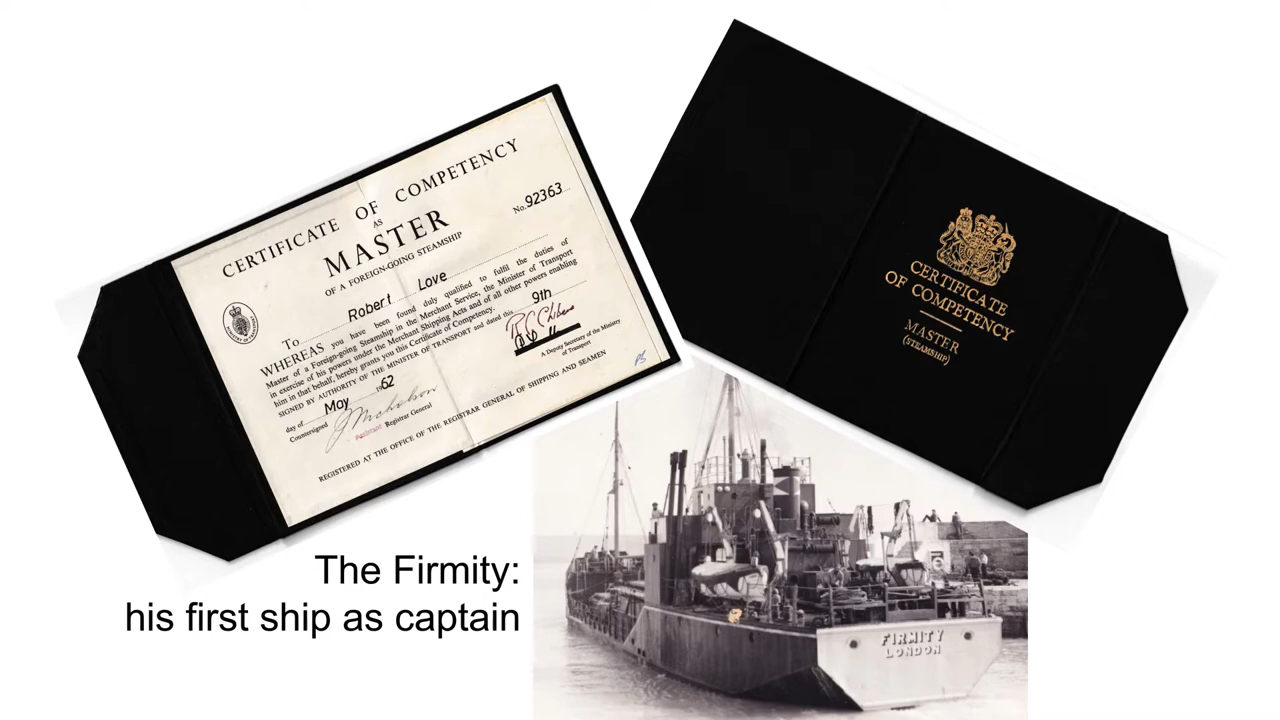 CERTIFICATE OF COMPETENCY
AS
MASTER
No. 92363
OF A FOREIGN-GOING STEAMSHIP
To Robert Love
WHEREAS you have been found duly qualified to fulfil the duties of
Master of a Foreign-going Steamship in the Merchant Service, the Minister of Transport
in exercise of his powers under the Merchant Shipping Acts and of all other powers enabling
him in that behalf, hereby grants you this Certificate of Competency.
SIGNED BY AUTHORITY OF THE MINISTER OF TRANSPORT and dated this 9th
day of May 1962
Countersigned
Registrar General
A Deputy Secretary of the Ministry
of Transport
REGISTERED AT THE OFFICE OF THE REGISTRAR GENERAL OF SHIPPING AND SEAMEN
CERTIFICATE
OF COMPETENCY
MASTER
(STEAMSHIP)
The Firmity:
his first ship as captain
FIRMITY
LONDON